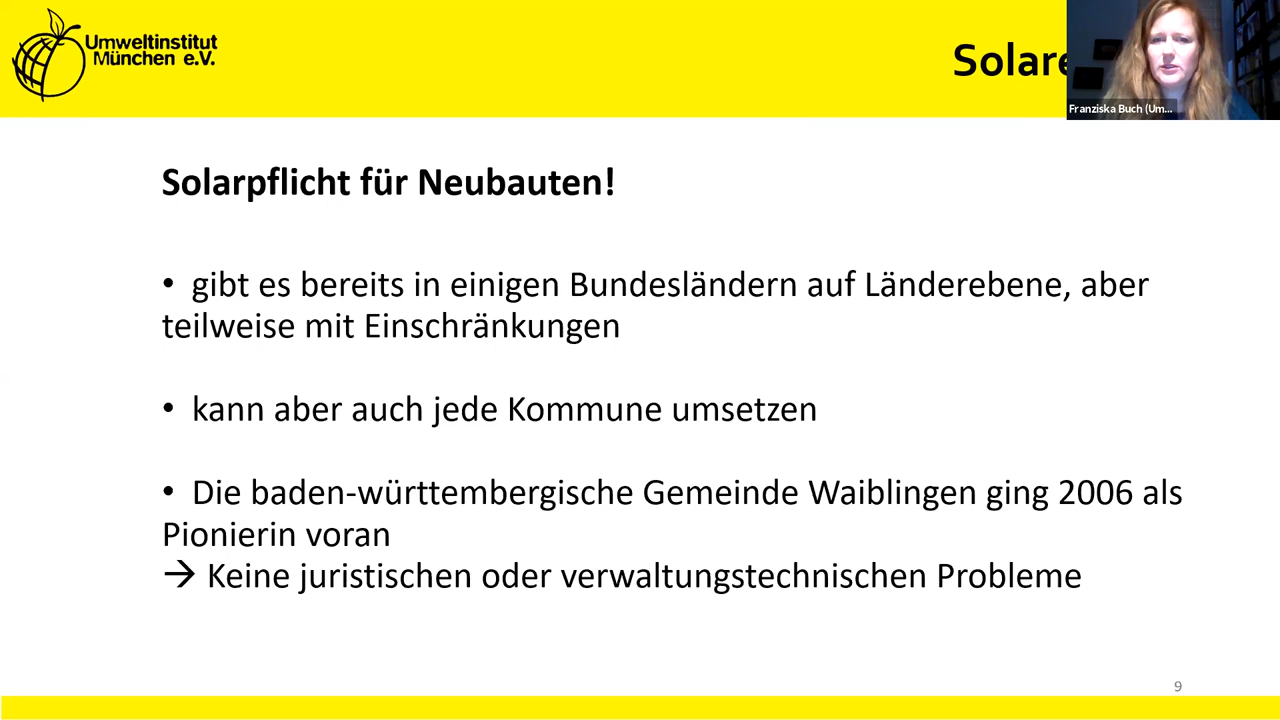 Umweltinstitut
München e.V.
Franziska Buch (Um...
Solarpflicht für Neubauten!
• gibt es bereits in einigen Bundesländern auf Länderebene, aber
teilweise mit Einschränkungen
• kann aber auch jede Kommune umsetzen
• Die baden-württembergische Gemeinde Waiblingen ging 2006 als
Pionierin voran
→ Keine juristischen oder verwaltungstechnischen Probleme
9